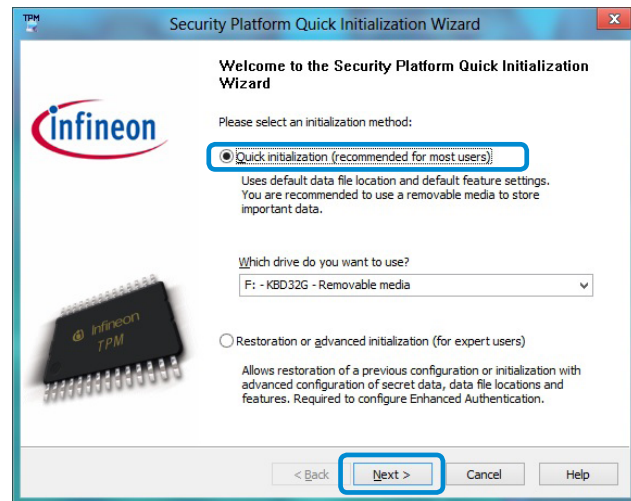 TPM
Security Platform Quick Initialization Wizard
x
Welcome to the Security Platform Quick Initialization
Wizard
infineon
Please select an initialization method:
Quick initialization (recommended for most users)
Uses default data file location and default feature settings.
You are recommended to use a removable media to store
important data.
Which drive do you want to use?
F: - KBD32G - Removable media
infineon
TPM
Restoration or advanced initialization (for expert users)
Allows restoration of a previous configuration or initialization with
advanced configuration of secret data, data file locations and
features. Required to configure Enhanced Authentication.
< Back Next > Cancel Help